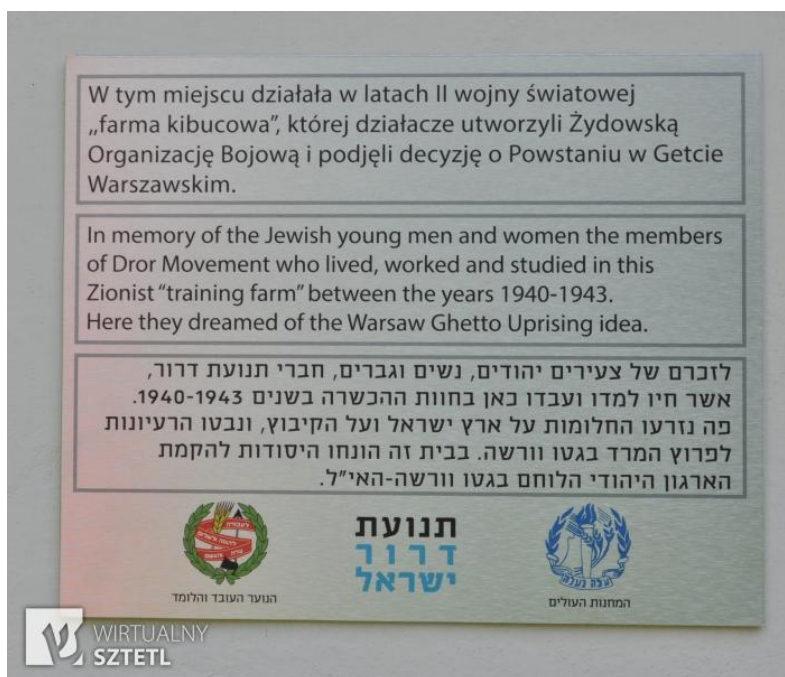 W tym miejscu działała w latach II wojny światowej
„farma kibucowa”, której działacze utworzyli Żydowską
Organizację Bojową i podjęli decyzję o Powstaniu w Getcie
Warszawskim.
In memory of the Jewish young men and women the members
of Dror Movement who lived, worked and studied in this
Zionist “training farm” between the years 1940-1943.
Here they dreamed of the Warsaw Ghetto Uprising idea.
לזכרם של צעירים יהודים, נשים וגברים, חברי תנועת דרור,
אשר חיו למדו ועבדו כאן בחוות ההכשרה בשנים 1940-1943.
פה נזרעו החלומות על ארץ ישראל ועל הקיבוץ, ונבטו הרעיונות
לפרוץ המרד בגטו וורשה. בבית זה הונחו היסודות להקמת
הארגון היהודי הלוחם בגטו וורשה-האי"ל.
תנועת
דרור
ישראל
הנוער העובד והלומד
המחנות העולים
WIRTUALNY
SZTETL